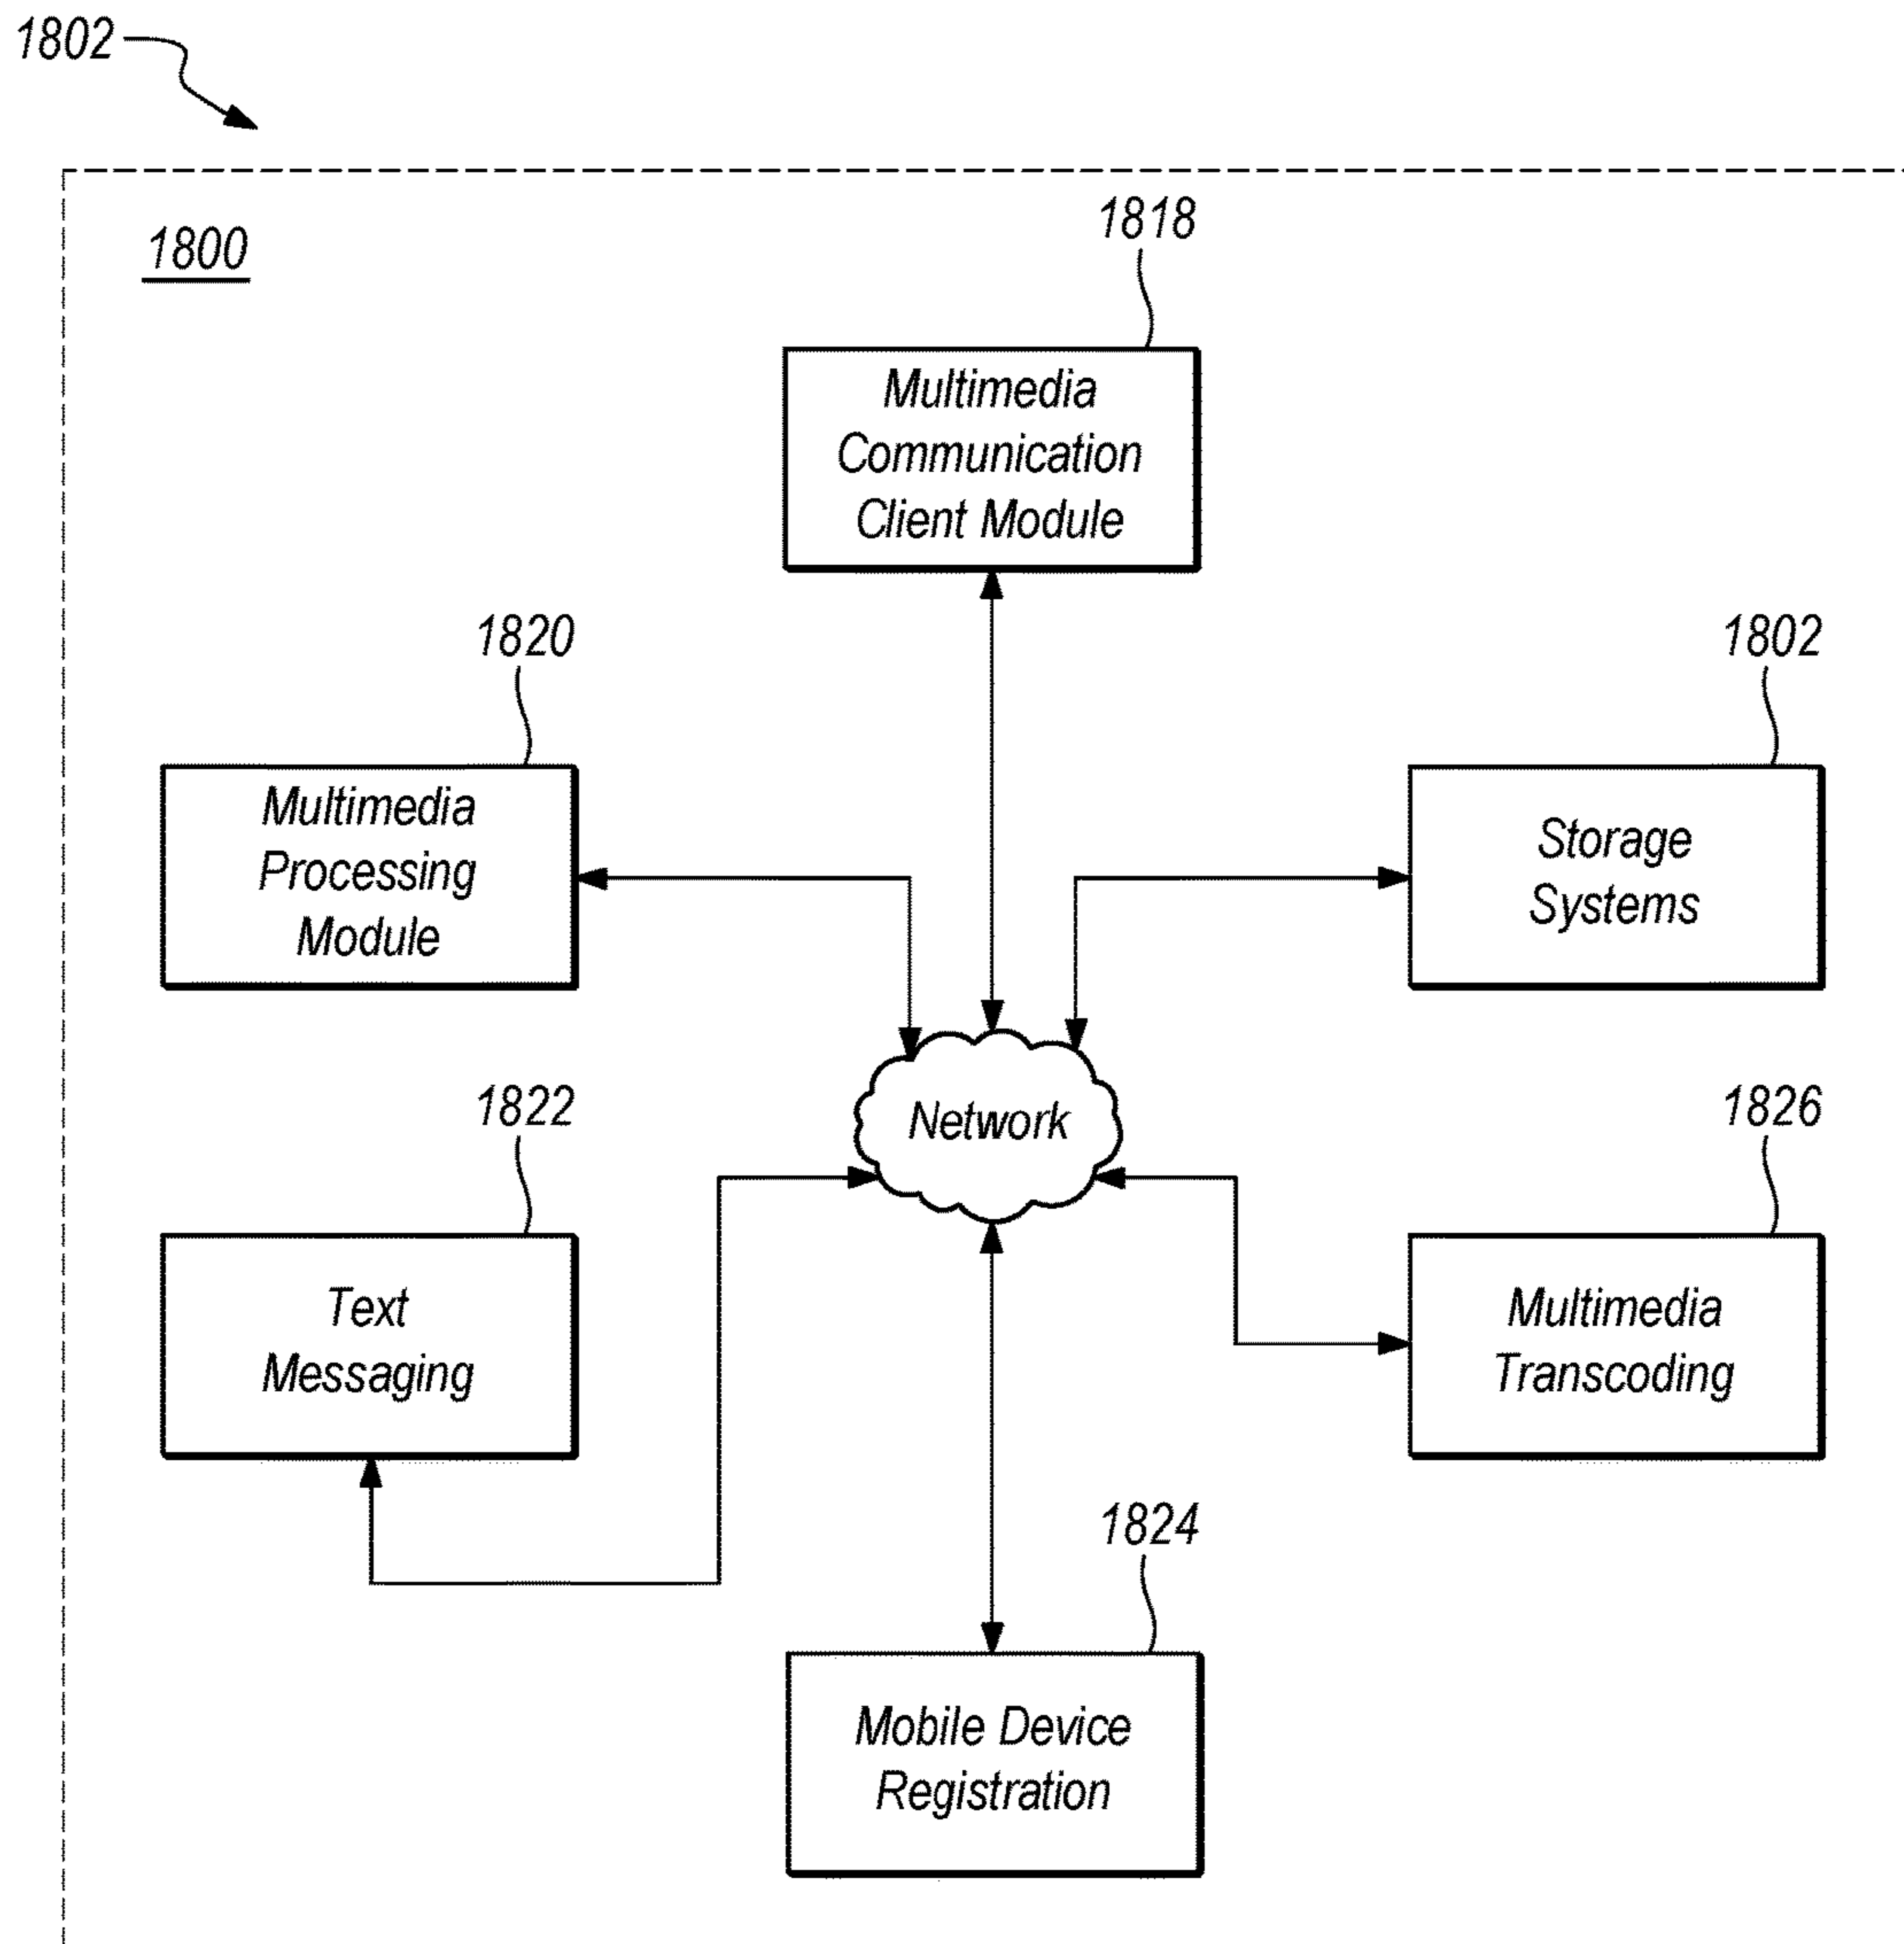 1802
1800
1818
Multimedia
Communication
Client Module
1820
1802
Multimedia
Processing
Module
Storage
Systems
Network
1822
1826
Text
Messaging
Multimedia
Transcoding
1824
Mobile Device
Registration